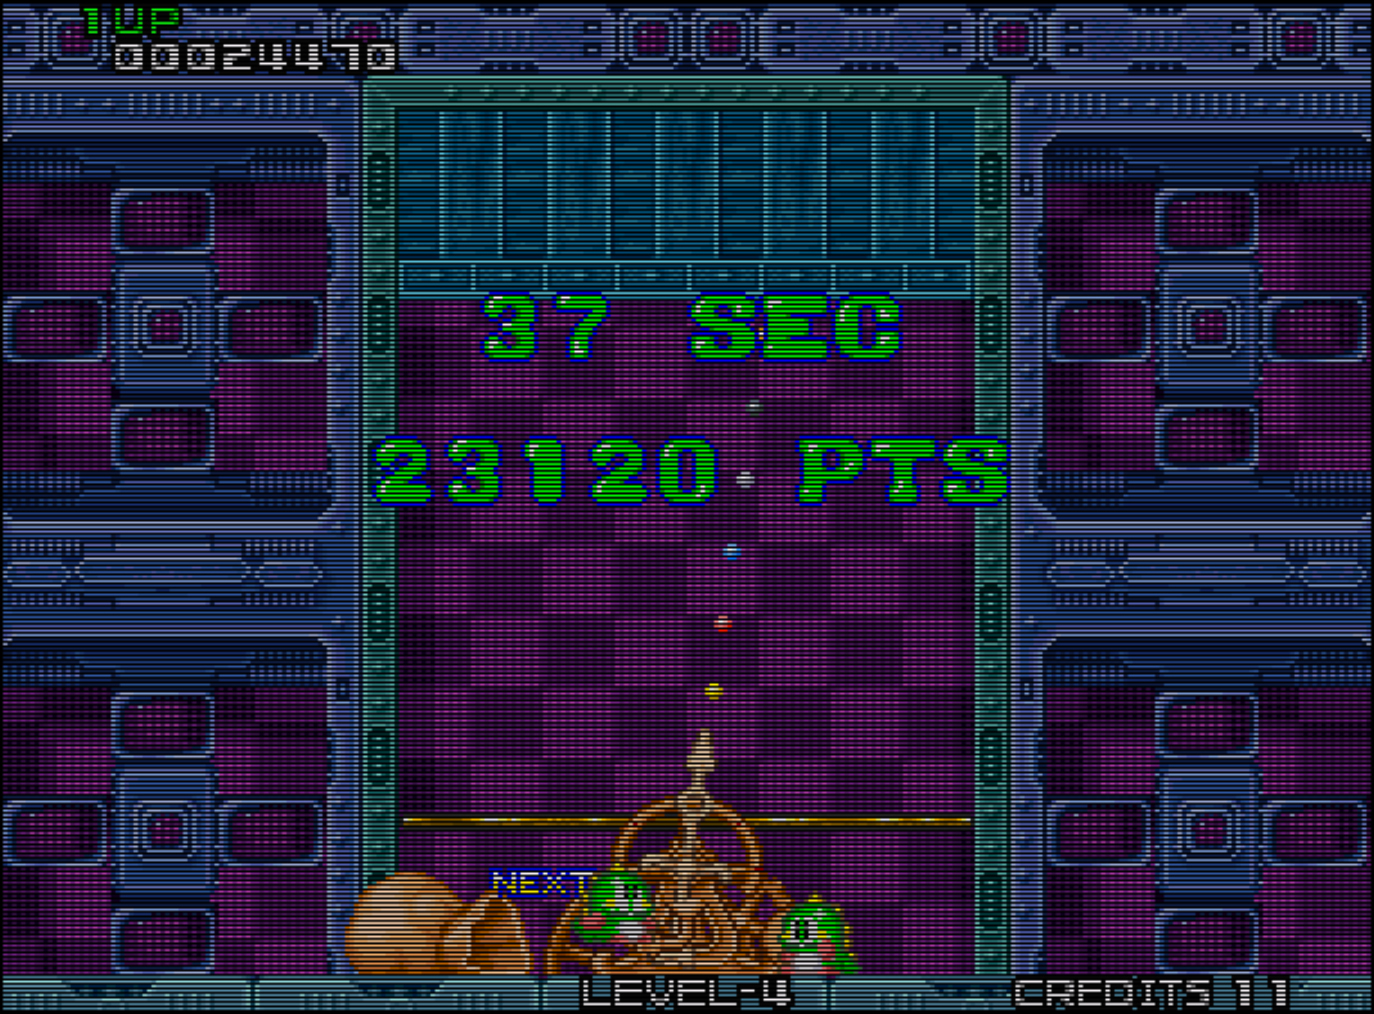 1UP
00024470
37 SEC
23120 PTS
NEXT
LEVEL-4
CREDITS 11